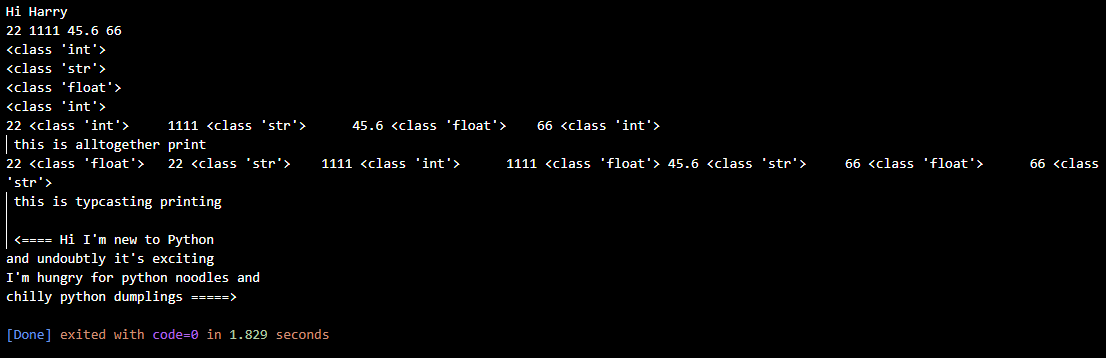 Hi Harry
22 1111 45.6 66
<class 'int'>
<class 'str'>
<class 'float'>
<class 'int'>
22 <class 'int'>     1111 <class 'str'>      45.6 <class 'float'>    66 <class 'int'>
this is alltogether print
22 <class 'float'>   22 <class 'str'>    1111 <class 'int'>      1111 <class 'float'> 45.6 <class 'str'>     66 <class 'float'>      66 <class
'str'>
this is typcasting printing
<==== Hi I'm new to Python
and undoubtly it's exciting
I'm hungry for python noodles and
chilly python dumplings =====>
[Done] exited with code=0 in 1.829 seconds